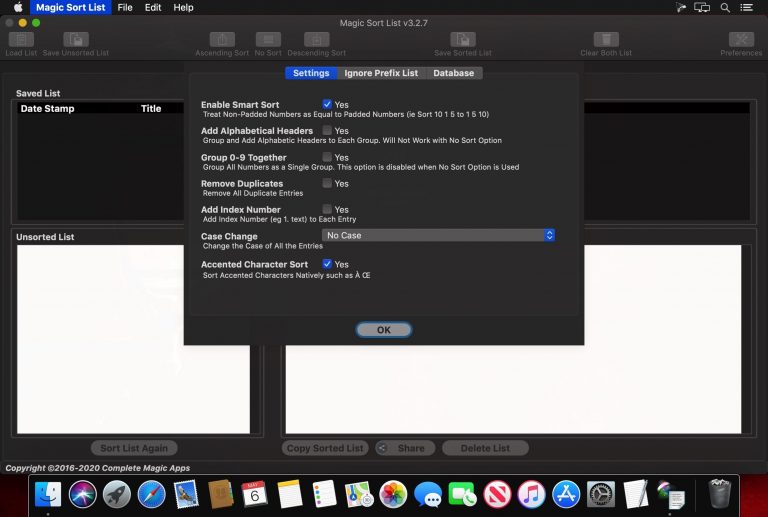 Magic Sort List File Edit Help
Magic Sort List v3.2.7
Load List Save Unsorted List Ascending Sort No Sort Descending Sort Save Sorted List Clear Both List Preferences
Settings Ignore Prefix List Database
Saved List
Date Stamp Title
Enable Smart Sort Yes
Treat Non-Padded Numbers as Equal to Padded Numbers (ie Sort 10 1 5 to 1 5 10)
Add Alphabetical Headers Yes
Group and Add Alphabetic Headers to Each Group. Will Not Work with No Sort Option
Group 0-9 Together Yes
Group All Numbers as a Single Group. This option is disabled when No Sort Option is Used
Remove Duplicates Yes
Remove All Duplicate Entries
Add Index Number Yes
Add Index Number (eg 1. text) to Each Entry
Unsorted List
Case Change No Case
Change the Case of All the Entries
Accented Character Sort Yes
Sort Accented Characters Natively such as À Œ
OK
Sort List Again Copy Sorted List Share Delete List
Copyright ©2016-2020 Complete Magic Apps
MAY
6